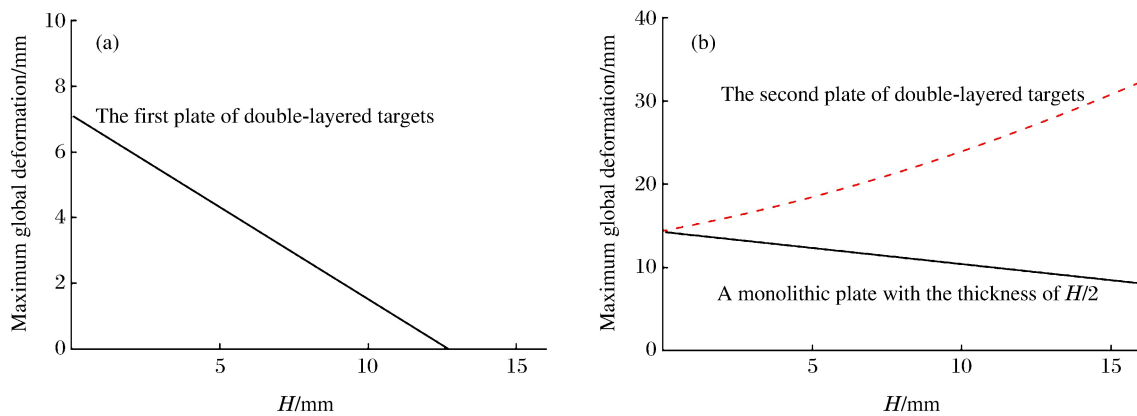 (a)
Maximum global deformation/mm
10
8
6
4
2
0
The first plate of double-layered targets
5
10
15
H/mm
(b)
Maximum global deformation/mm
40
30
20
10
0
The second plate of double-layered targets
A monolithic plate with the thickness of H/2
5
10
15
H/mm